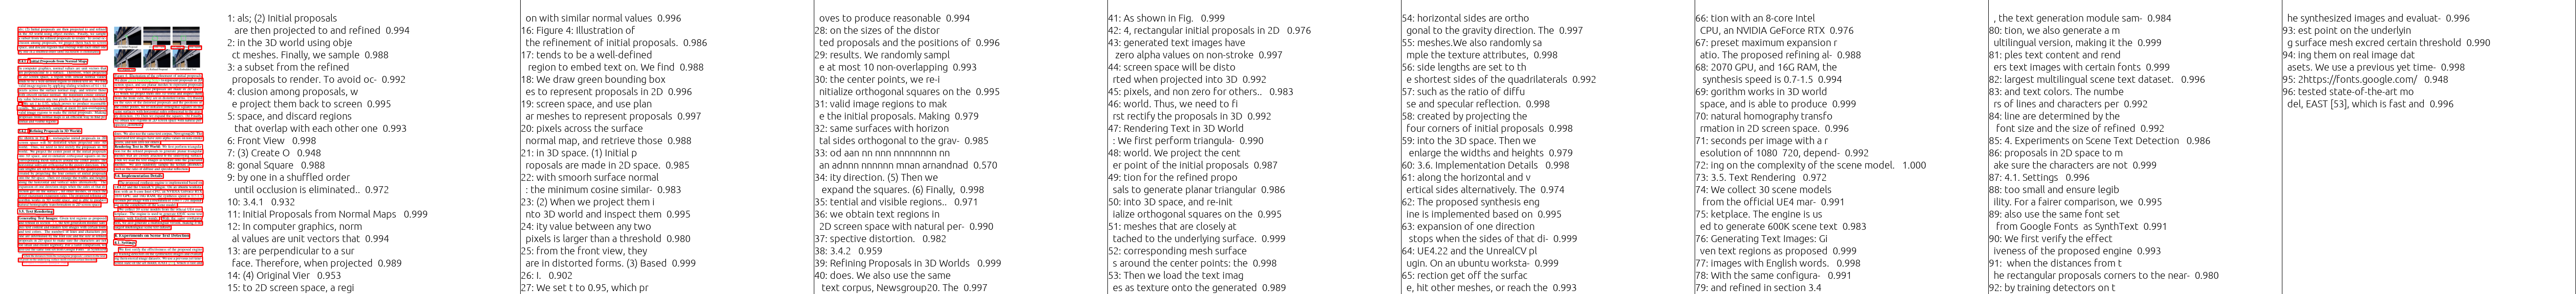 1: als; (2) Initial proposals
are then projected to and refined 0.994
2: in the 3D world using obje
ct meshes. Finally, we sample 0.988
3: a subset from the refined
proposals to render. To avoid oc- 0.992
4: clusion among proposals, w
e project them back to screen 0.995
5: space, and discard regions
that overlap with each other one 0.993
6: Front View 0.998
7: (3) Create O 0.948
8: gonal Square 0.988
9: by one in a shuffled order
until occlusion is eliminated.. 0.972
10: 3.4.1 0.932
11: Initial Proposals from Normal Maps 0.999
12: In computer graphics, norm
al values are unit vectors that 0.994
13: are perpendicular to a sur
face. Therefore, when projected 0.989
14: (4) Original Vier 0.953
15: to 2D screen space, a regi
on with similar normal values 0.996
16: Figure 4: Illustration of
the refinement of initial proposals. 0.986
17: tends to be a well-defined
region to embed text on. We find 0.988
18: We draw green bounding box
es to represent proposals in 2D 0.996
19: screen space, and use plan
ar meshes to represent proposals 0.997
20: pixels across the surface
normal map, and retrieve those 0.988
21: in 3D space. (1) Initial p
roposals are made in 2D space. 0.985
22: with smoorh surface normal
: the minimum cosine similar- 0.983
23: (2) When we project them i
nto 3D world and inspect them 0.995
24: ity value between any two
pixels is larger than a threshold 0.980
25: from the front view, they
are in distorted forms. (3) Based 0.999
26: I. 0.902
27: We set t to 0.95, which pr
oves to produce reasonable 0.994
28: on the sizes of the distor
ted proposals and the positions of 0.996
29: results. We randomly sampl
e at most 10 non-overlapping 0.993
30: the center points, we re-i
nitialize orthogonal squares on the 0.995
31: valid image regions to mak
e the initial proposals. Making 0.979
32: same surfaces with horizon
tal sides orthogonal to the grav- 0.985
33: od aan nn nnn nnnnnnnn nn
an adnnn nnnnnn mnan arnandnad 0.570
34: ity direction. (5) Then we
expand the squares. (6) Finally, 0.998
35: tential and visible regions.. 0.971
36: we obtain text regions in
2D screen space with natural per- 0.990
37: spective distortion. 0.982
38: 3.4.2 0.959
39: Refining Proposals in 3D Worlds 0.999
40: does. We also use the same
text corpus, Newsgroup20. The 0.997
41: As shown in Fig. 0.999
42: 4, rectangular initial proposals in 2D 0.976
43: generated text images have
zero alpha values on non-stroke 0.997
44: screen space will be disto
rted when projected into 3D 0.992
45: pixels, and non zero for others.. 0.983
46: world. Thus, we need to fi
rst rectify the proposals in 3D 0.992
47: Rendering Text in 3D World
: We first perform triangula- 0.990
48: world. We project the cent
er point of the initial proposals 0.987
49: tion for the refined propo
sals to generate planar triangular 0.986
50: into 3D space, and re-init
ialize orthogonal squares on the 0.995
51: meshes that are closely at
tached to the underlying surface. 0.999
52: corresponding mesh surface
s around the center points: the 0.998
53: Then we load the text imag
es as texture onto the generated 0.989
54: horizontal sides are ortho
gonal to the gravity direction. The 0.997
55: meshes.We also randomly sa
mple the texture attributes, 0.998
56: side lengths are set to th
e shortest sides of the quadrilaterals 0.992
57: such as the ratio of diffu
se and specular reflection. 0.998
58: created by projecting the
four corners of initial proposals 0.998
59: into the 3D space. Then we
enlarge the widths and heights 0.979
60: 3.6. Implementation Details 0.998
61: along the horizontal and v
ertical sides alternatively. The 0.974
62: The proposed synthesis eng
ine is implemented based on 0.995
63: expansion of one direction
stops when the sides of that di- 0.999
64: UE4.22 and the UnrealCV pl
ugin. On an ubuntu worksta- 0.999
65: rection get off the surfac
e, hit other meshes, or reach the 0.993
66: tion with an 8-core Intel
CPU, an NVIDIA GeForce RTX 0.976
67: preset maximum expansion r
atio. The proposed refining al- 0.988
68: 2070 GPU, and 16G RAM, the
synthesis speed is 0.7-1.5 0.994
69: gorithm works in 3D world
space, and is able to produce 0.999
70: natural homography transfo
rmation in 2D screen space. 0.996
71: seconds per image with a r
esolution of 1080 720, depend- 0.992
72: ing on the complexity of the scene model. 1.000
73: 3.5. Text Rendering 0.972
74: We collect 30 scene models
from the official UE4 mar- 0.991
75: ketplace. The engine is us
ed to generate 600K scene text 0.983
76: Generating Text Images: Gi
ven text regions as proposed 0.999
77: images with English words. 0.998
78: With the same configura- 0.991
79: and refined in section 3.4
, the text generation module sam- 0.984
80: tion, we also generate a m
ultilingual version, making it the 0.999
81: ples text content and rend
ers text images with certain fonts 0.999
82: largest multilingual scene text dataset. 0.996
83: and text colors. The numbe
rs of lines and characters per 0.992
84: line are determined by the
font size and the size of refined 0.992
85: 4. Experiments on Scene Text Detection 0.986
86: proposals in 2D space to m
ake sure the characters are not 0.999
87: 4.1. Settings 0.996
88: too small and ensure legib
ility. For a fairer comparison, we 0.995
89: also use the same font set
from Google Fonts as SynthText 0.991
90: We first verify the effect
iveness of the proposed engine 0.993
91: when the distances from t
he rectangular proposals corners to the near- 0.980
92: by training detectors on t
he synthesized images and evaluat- 0.996
93: est point on the underlyin
g surface mesh excred certain threshold 0.990
94: ing them on real image dat
asets. We use a previous yet time- 0.998
95: 2https://fonts.google.com/ 0.948
96: tested state-of-the-art mo
del, EAST [53], which is fast and 0.996